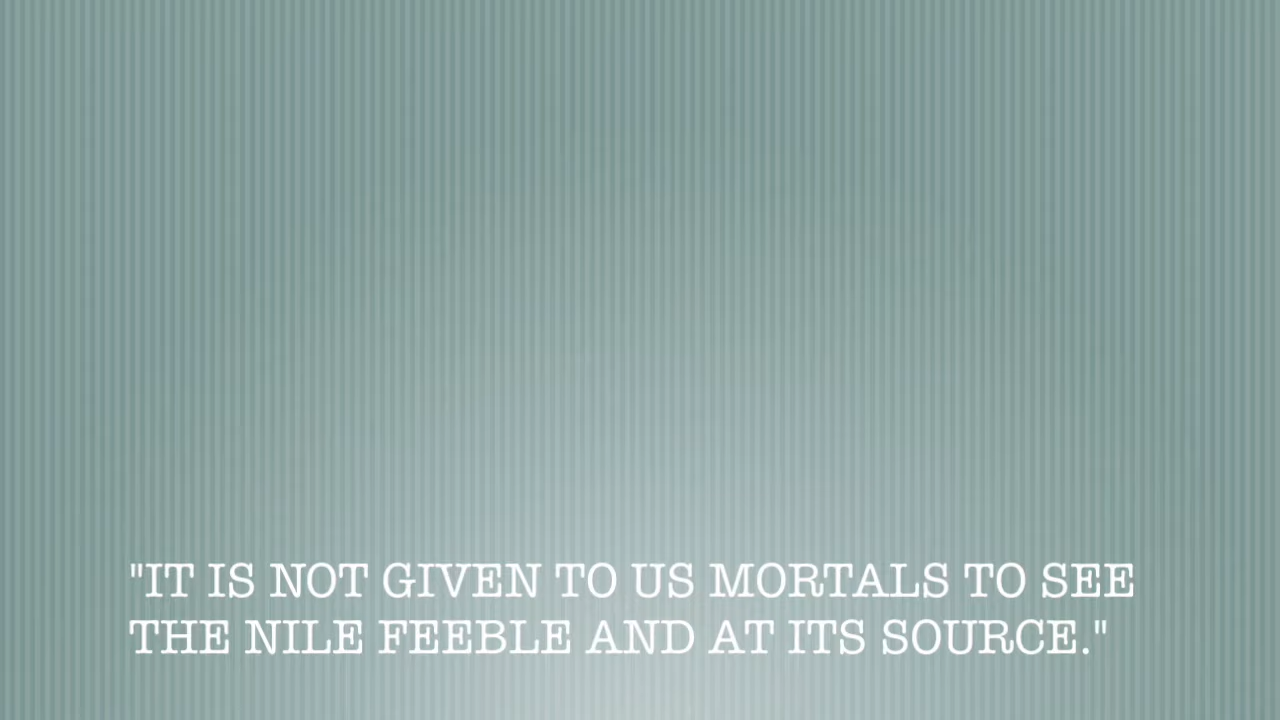 "IT IS NOT GIVEN TO US MORTALS TO SEE
THE NILE FEEBLE AND AT ITS SOURCE."